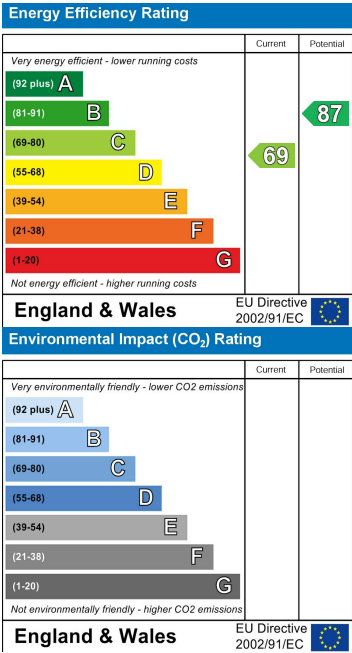 Energy Efficiency Rating
Current Potential
Very energy efficient - lower running costs
(92 plus) A
(81-91) B
87
(69-80) C
69
(55-68) D
(39-54) E
(21-38) F
(1-20) G
Not energy efficient - higher running costs
England & Wales
EU Directive
2002/91/EC
Environmental Impact (CO₂) Rating
Current Potential
Very environmentally friendly - lower CO2 emissions
(92 plus) A
(81-91) B
(69-80) C
(55-68) D
(39-54) E
(21-38) F
(1-20) G
Not environmentally friendly - higher CO2 emissions
England & Wales
EU Directive
2002/91/EC